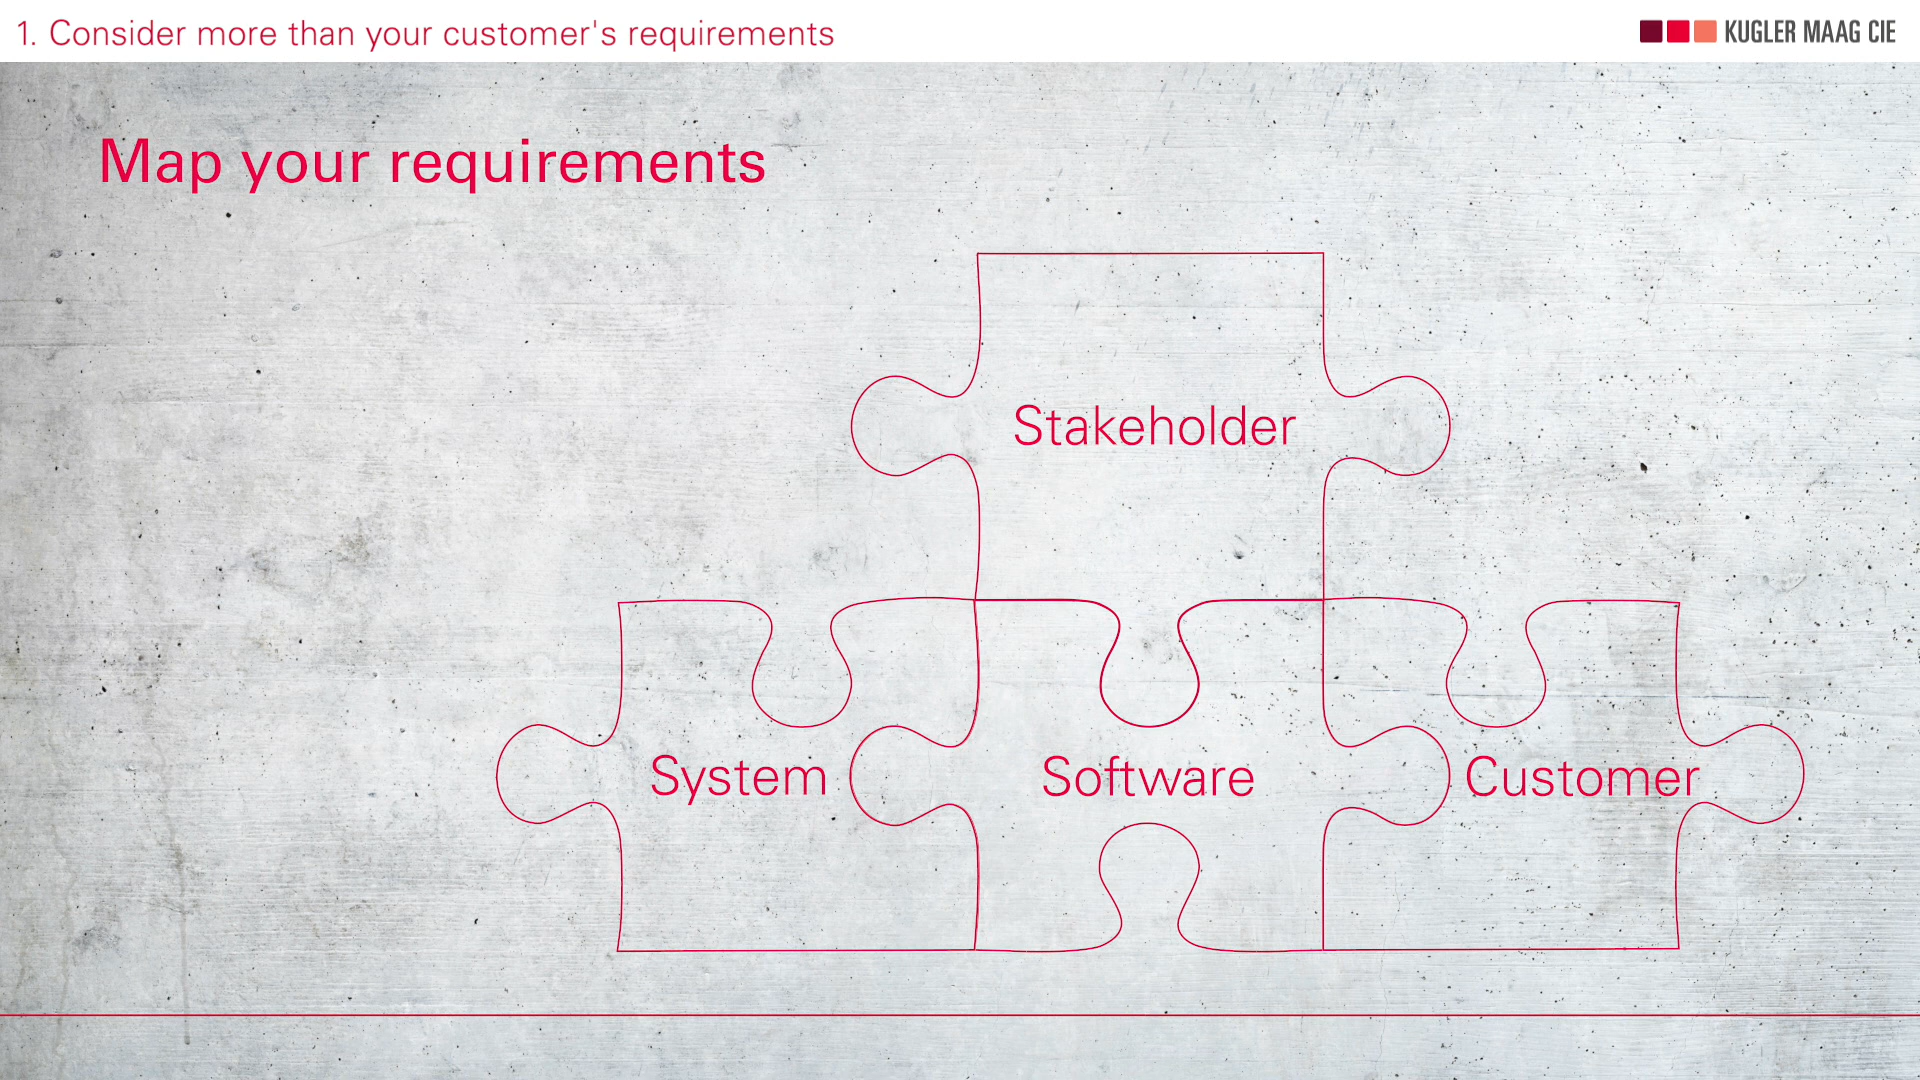 1. Consider more than your customer's requirements
KUGLER MAAG CIE
Map your requirements
Stakeholder
System
Software
Customer